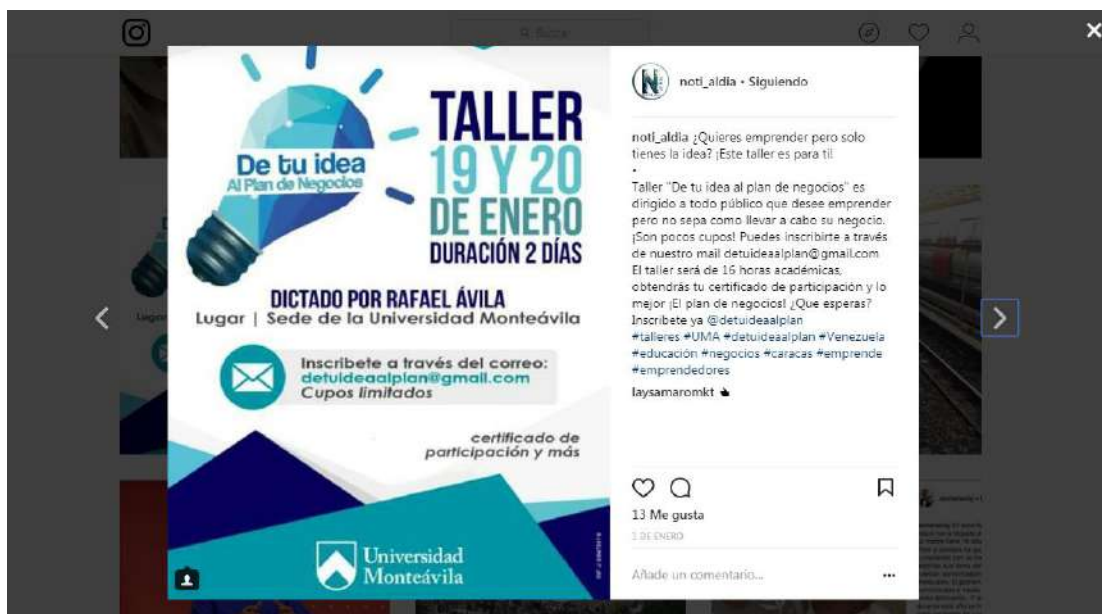 Buscar
De tu idea
Al Plan de Negocios
TALLER
19 Y 20
DE ENERO
DURACIÓN 2 DÍAS
DICTADO POR RAFAEL ÁVILA
Lugar | Sede de la Universidad Monteávila
Inscríbete a través del correo:
detuideaalplan@gmail.com
Cupos limitados
certificado de
participación y más
Universidad
Monteávila
noti_aldia • Siguiendo
noti_aldia ¿Quieres emprender pero solo
tienes la idea? ¡Este taller es para ti!
•
Taller "De tu idea al plan de negocios" es
dirigido a todo público que desee emprender
pero no sepa como llevar a cabo su negocio.
¡Son pocos cupos! Puedes inscribirte a través
de nuestro mail detuideaalplan@gmail.com
El taller será de 16 horas académicas,
obtendrás tu certificado de participación y lo
mejor ¡El plan de negocios! ¿Que esperas?
Inscribete ya @detuideaalplan
#talleres #UMA #detuideaalplan #Venezuela
#educación #negocios #caracas #emprende
#emprendedores
laysamaromkt
13 Me gusta
DE ENERO
Añade un comentario...